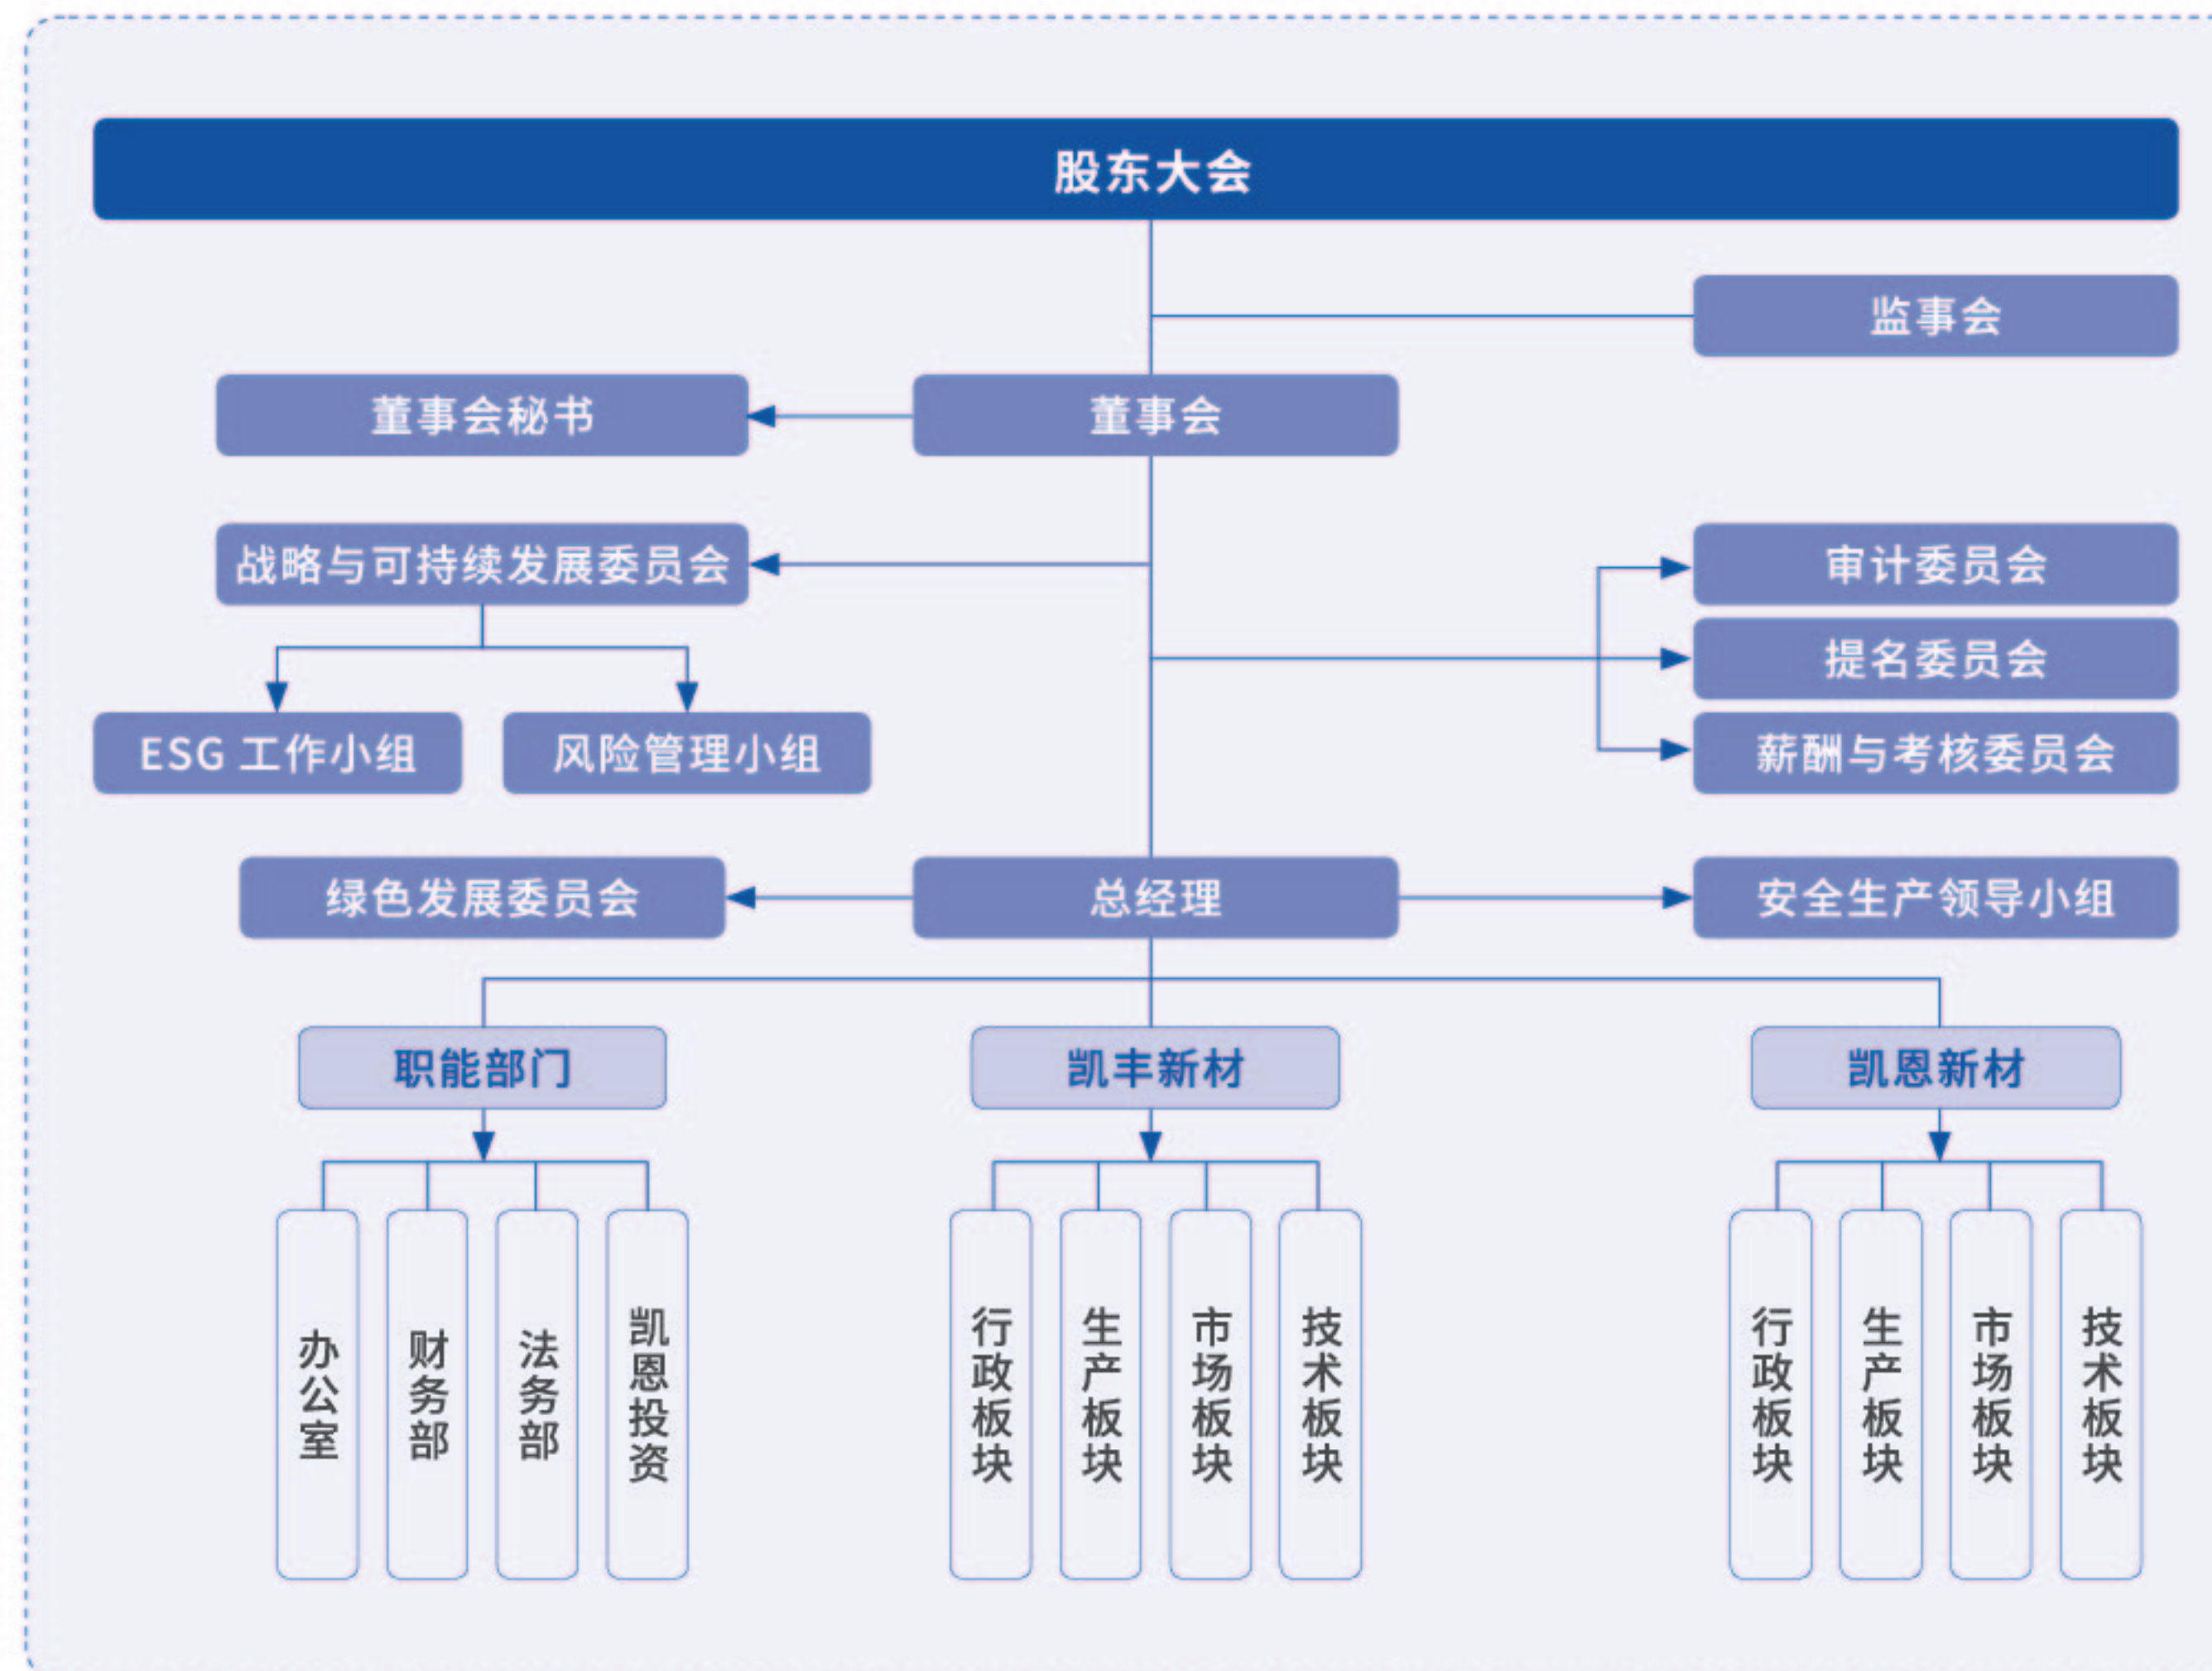 股东大会
监事会
董事会秘书
董事会
战略与可持续发展委员会
审计委员会
提名委员会
ESG 工作小组
风险管理小组
薪酬与考核委员会
绿色发展委员会
总经理
安全生产领导小组
职能部门
凯丰新材
凯恩新材
办公室
财务部
法务部
凯恩投资
行政板块
生产板块
市场板块
技术板块
行政板块
生产板块
市场板块
技术板块